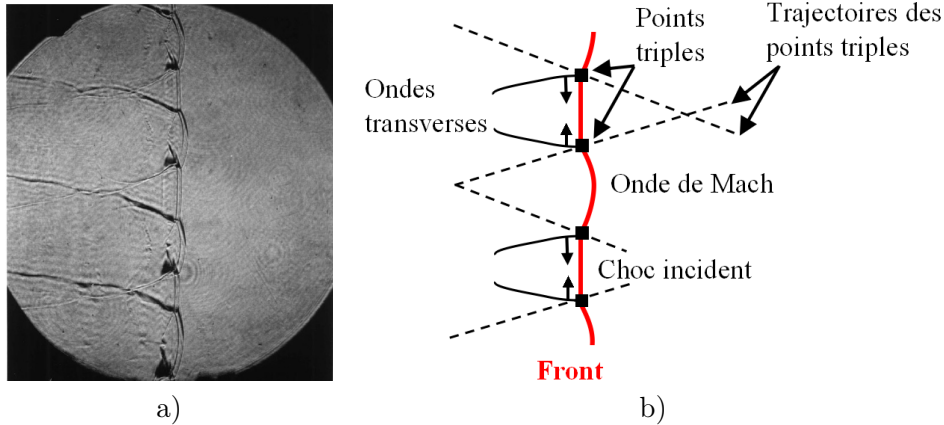 Points
triples
Trajectoires des
points triples
Ondes
transverses
Onde de Mach
Choc incident
Front
a)
b)